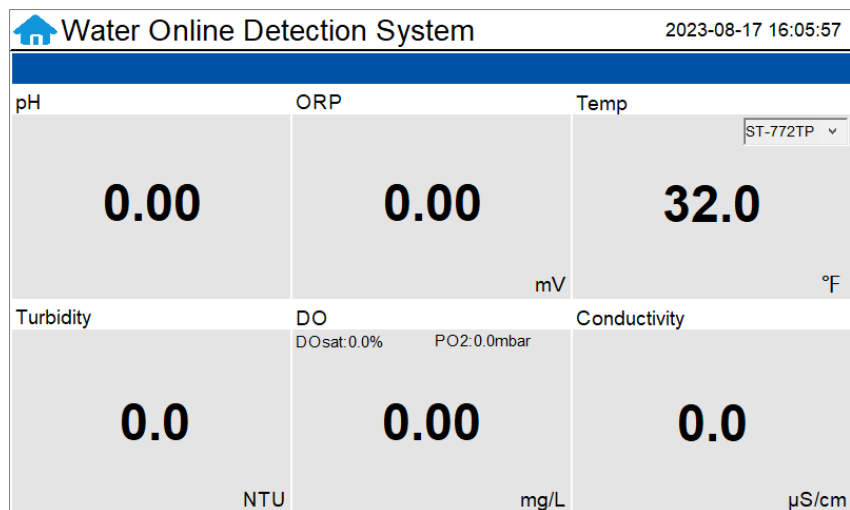 Water Online Detection System 2023-08-17 16:05:57
pH ORP Temp
ST-772TP
0.00 0.00 32.0
mV °F
Turbidity DO Conductivity
DOsat:0.0% PO2:0.0mbar
0.0 0.00 0.0
NTU mg/L µS/cm